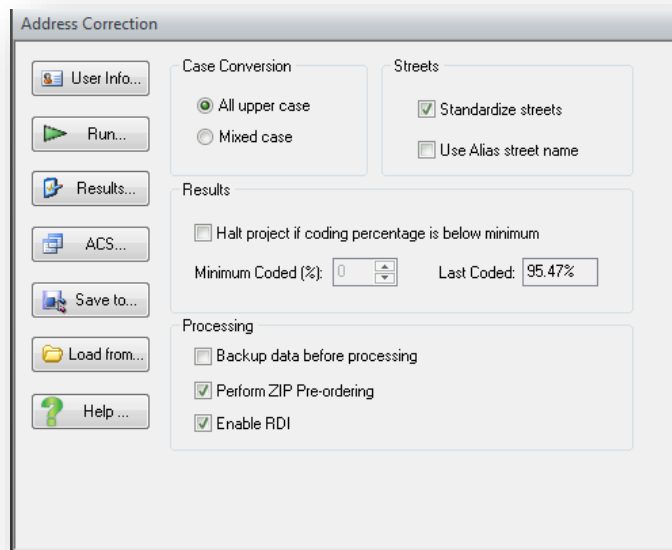 Address Correction
User Info...
Run...
Results...
ACS...
Save to...
Load from...
Help ...
Case Conversion
All upper case
Mixed case
Streets
Standardize streets
Use Alias street name
Results
Halt project if coding percentage is below minimum
Minimum Coded (%): 0 Last Coded: 95.47%
Processing
Backup data before processing
Perform ZIP Pre-ordering
Enable RDI